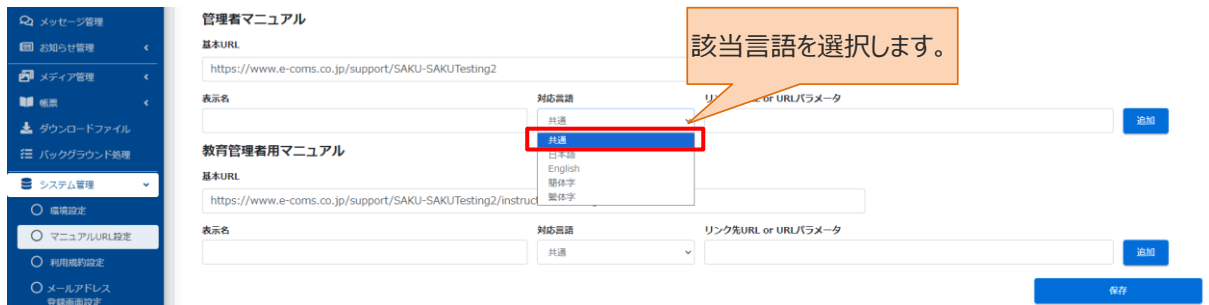 メッセージ管理
お知らせ管理
メディア管理
帳票
ダウンロードファイル
バックグラウンド処理
システム管理
環境設定
マニュアルURL設定
利用規約設定
メールアドレス
登録画面設定
管理者マニュアル
基本URL
https://www.e-coms.co.jp/support/SAKU-SAKUTesting2
該当言語を選択します。
表示名
対応言語
リンク先URL or URLパラメータ
共通
追加
共通
日本語
English
簡体字
繁体字
教育管理者用マニュアル
基本URL
https://www.e-coms.co.jp/support/SAKU-SAKUTesting2/instruc
表示名
対応言語
リンク先URL or URLパラメータ
共通
追加
保存